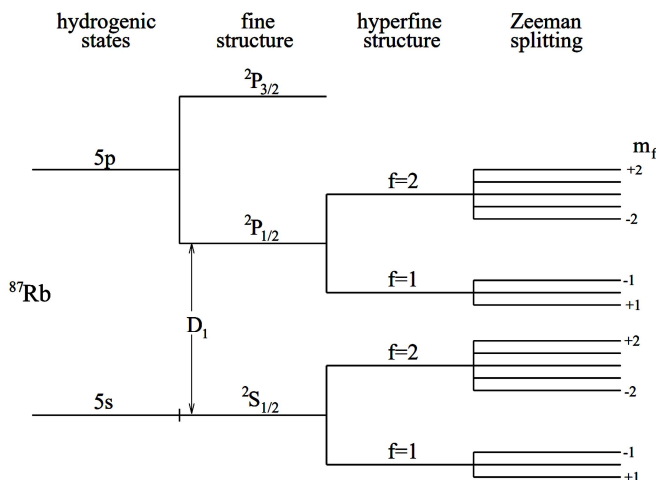 hydrogenic states
fine structure
hyperfine structure
Zeeman splitting
²P₃/₂
m_f
5p
+2
f=2
-2
²P₁/₂
-1
f=1
+1
⁸⁷Rb
D₁
+2
f=2
-2
5s
²S₁/₂
-1
f=1
+1